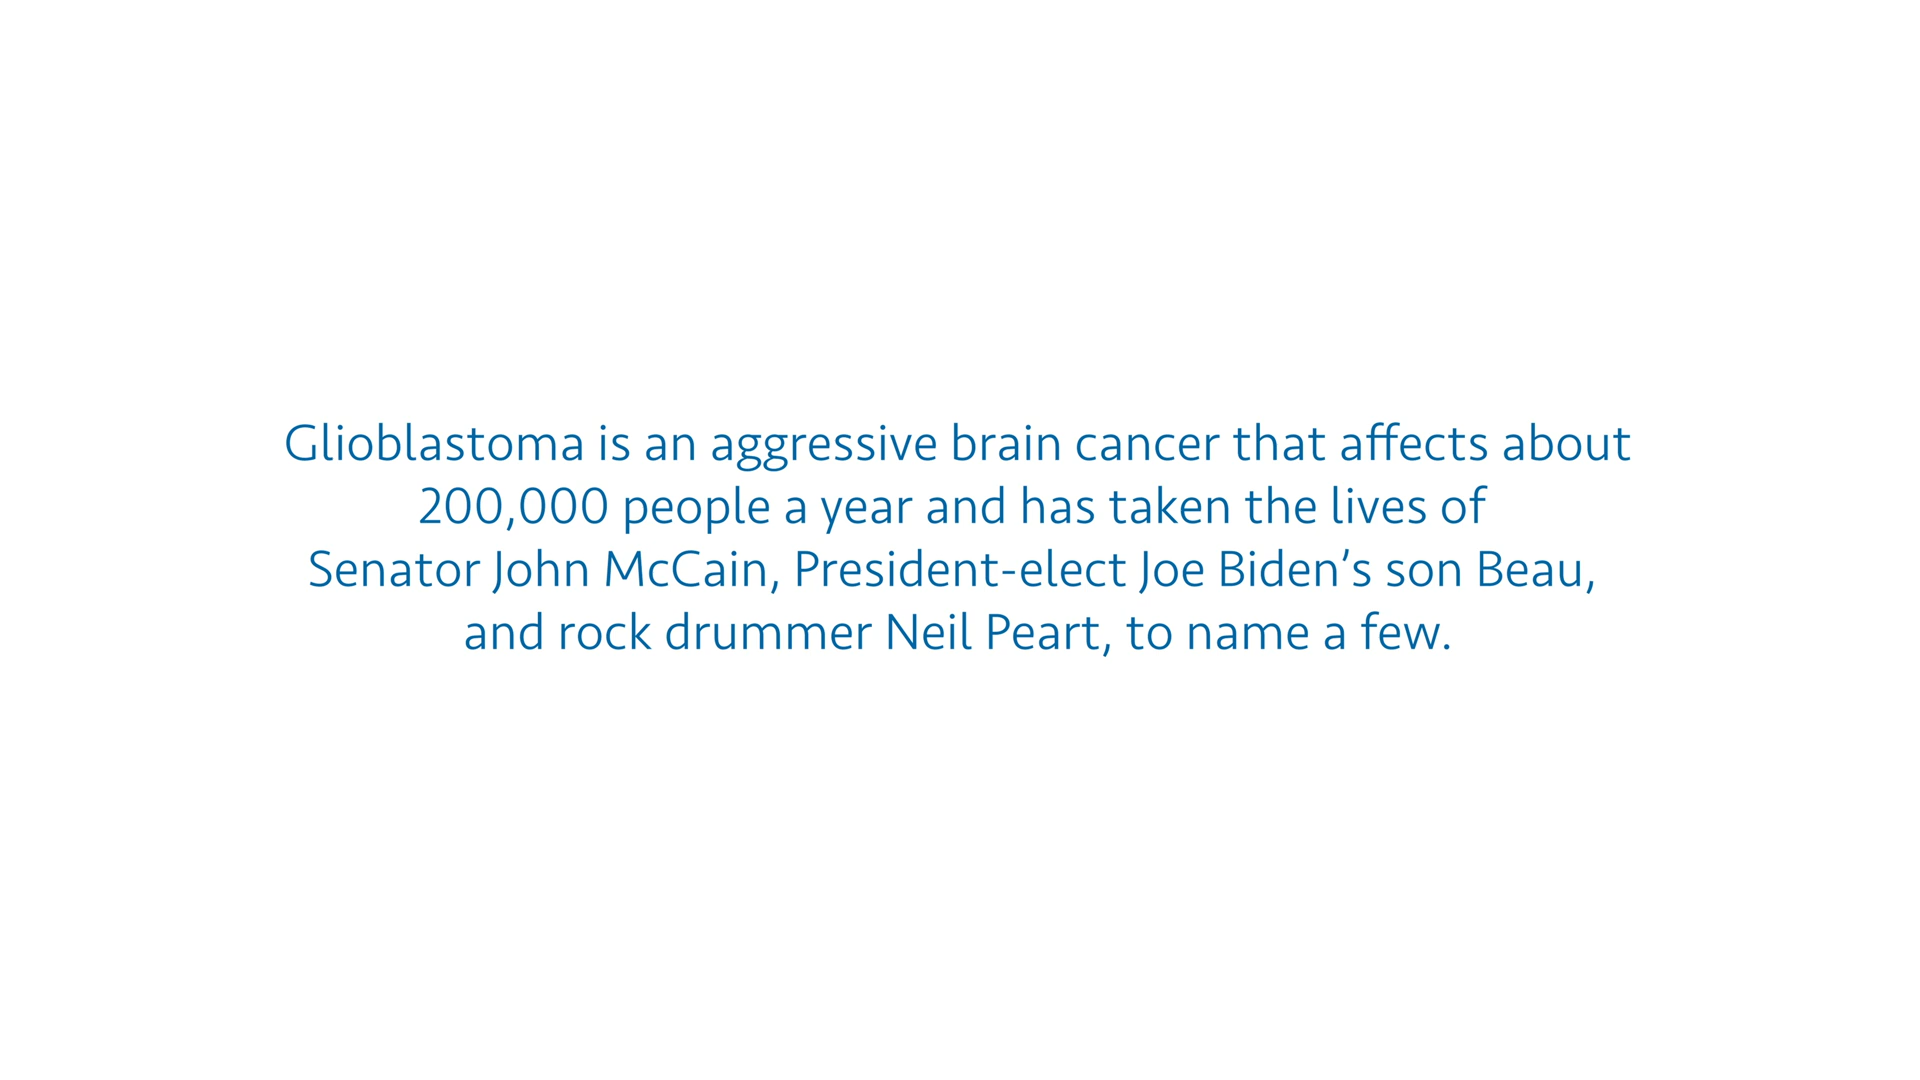 Glioblastoma is an aggressive brain cancer that affects about
200,000 people a year and has taken the lives of
Senator John McCain, President-elect Joe Biden’s son Beau,
and rock drummer Neil Peart, to name a few.